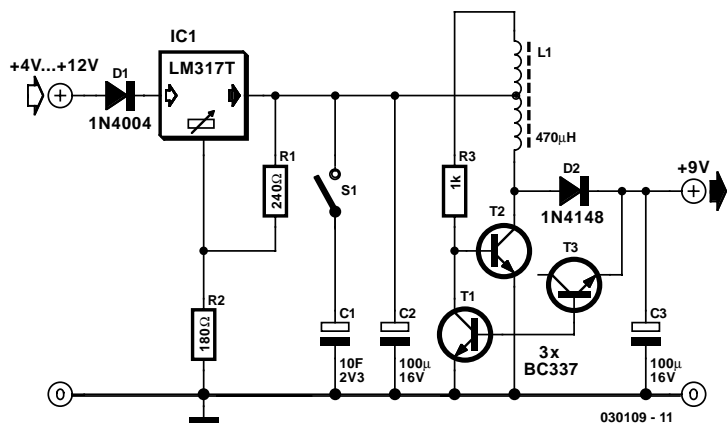 IC1
+4V...+12V
D1
LM317T
1N4004
L1
470µH
R1
240Ω
S1
R3
1k
D2
+9V
1N4148
T2
T3
T1
R2
180Ω
C1
10F
2V3
C2
100µ
16V
3x
BC337
C3
100µ
16V
0
0
030109 - 11